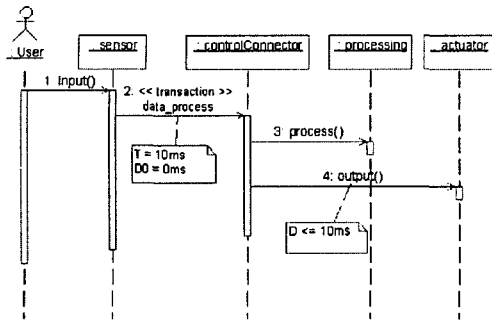 : User
: sensor
: controlConnector
: processing
: actuator
1: Input()
2: << transaction >>
data_process
3: process()
T = 10ms
D0 = 0ms
4: output()
D <= 10ms